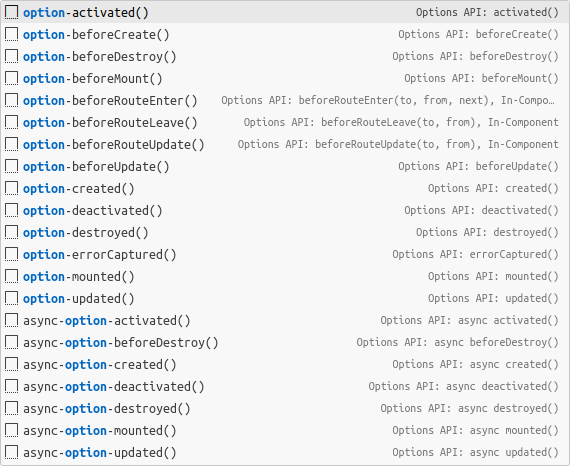 option-activated() Options API: activated()
option-beforeCreate() Options API: beforeCreate()
option-beforeDestroy() Options API: beforeDestroy()
option-beforeMount() Options API: beforeMount()
option-beforeRouteEnter() Options API: beforeRouteEnter(to, from, next), In-Compo…
option-beforeRouteLeave() Options API: beforeRouteLeave(to, from), In-Component
option-beforeRouteUpdate() Options API: beforeRouteUpdate(to, from), In-Component
option-beforeUpdate() Options API: beforeUpdate()
option-created() Options API: created()
option-deactivated() Options API: deactivated()
option-destroyed() Options API: destroyed()
option-errorCaptured() Options API: errorCaptured()
option-mounted() Options API: mounted()
option-updated() Options API: updated()
async-option-activated() Options API: async activated()
async-option-beforeDestroy() Options API: async beforeDestroy()
async-option-created() Options API: async created()
async-option-deactivated() Options API: async deactivated()
async-option-destroyed() Options API: async destroyed()
async-option-mounted() Options API: async mounted()
async-option-updated() Options API: async updated()